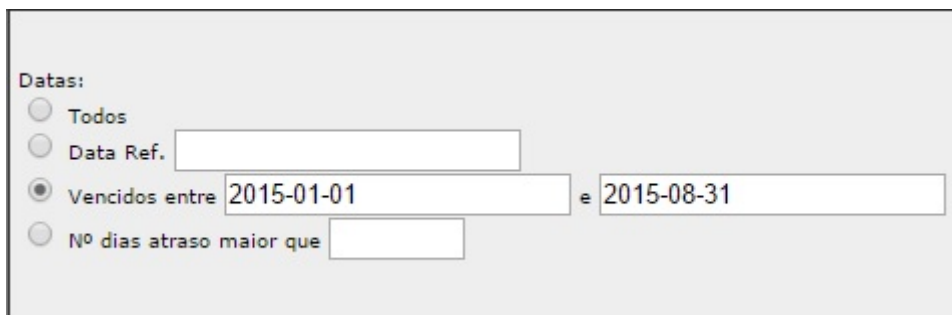 Datas:
Todos
Data Ref.
Vencidos entre 2015-01-01 e 2015-08-31
Nº dias atraso maior que